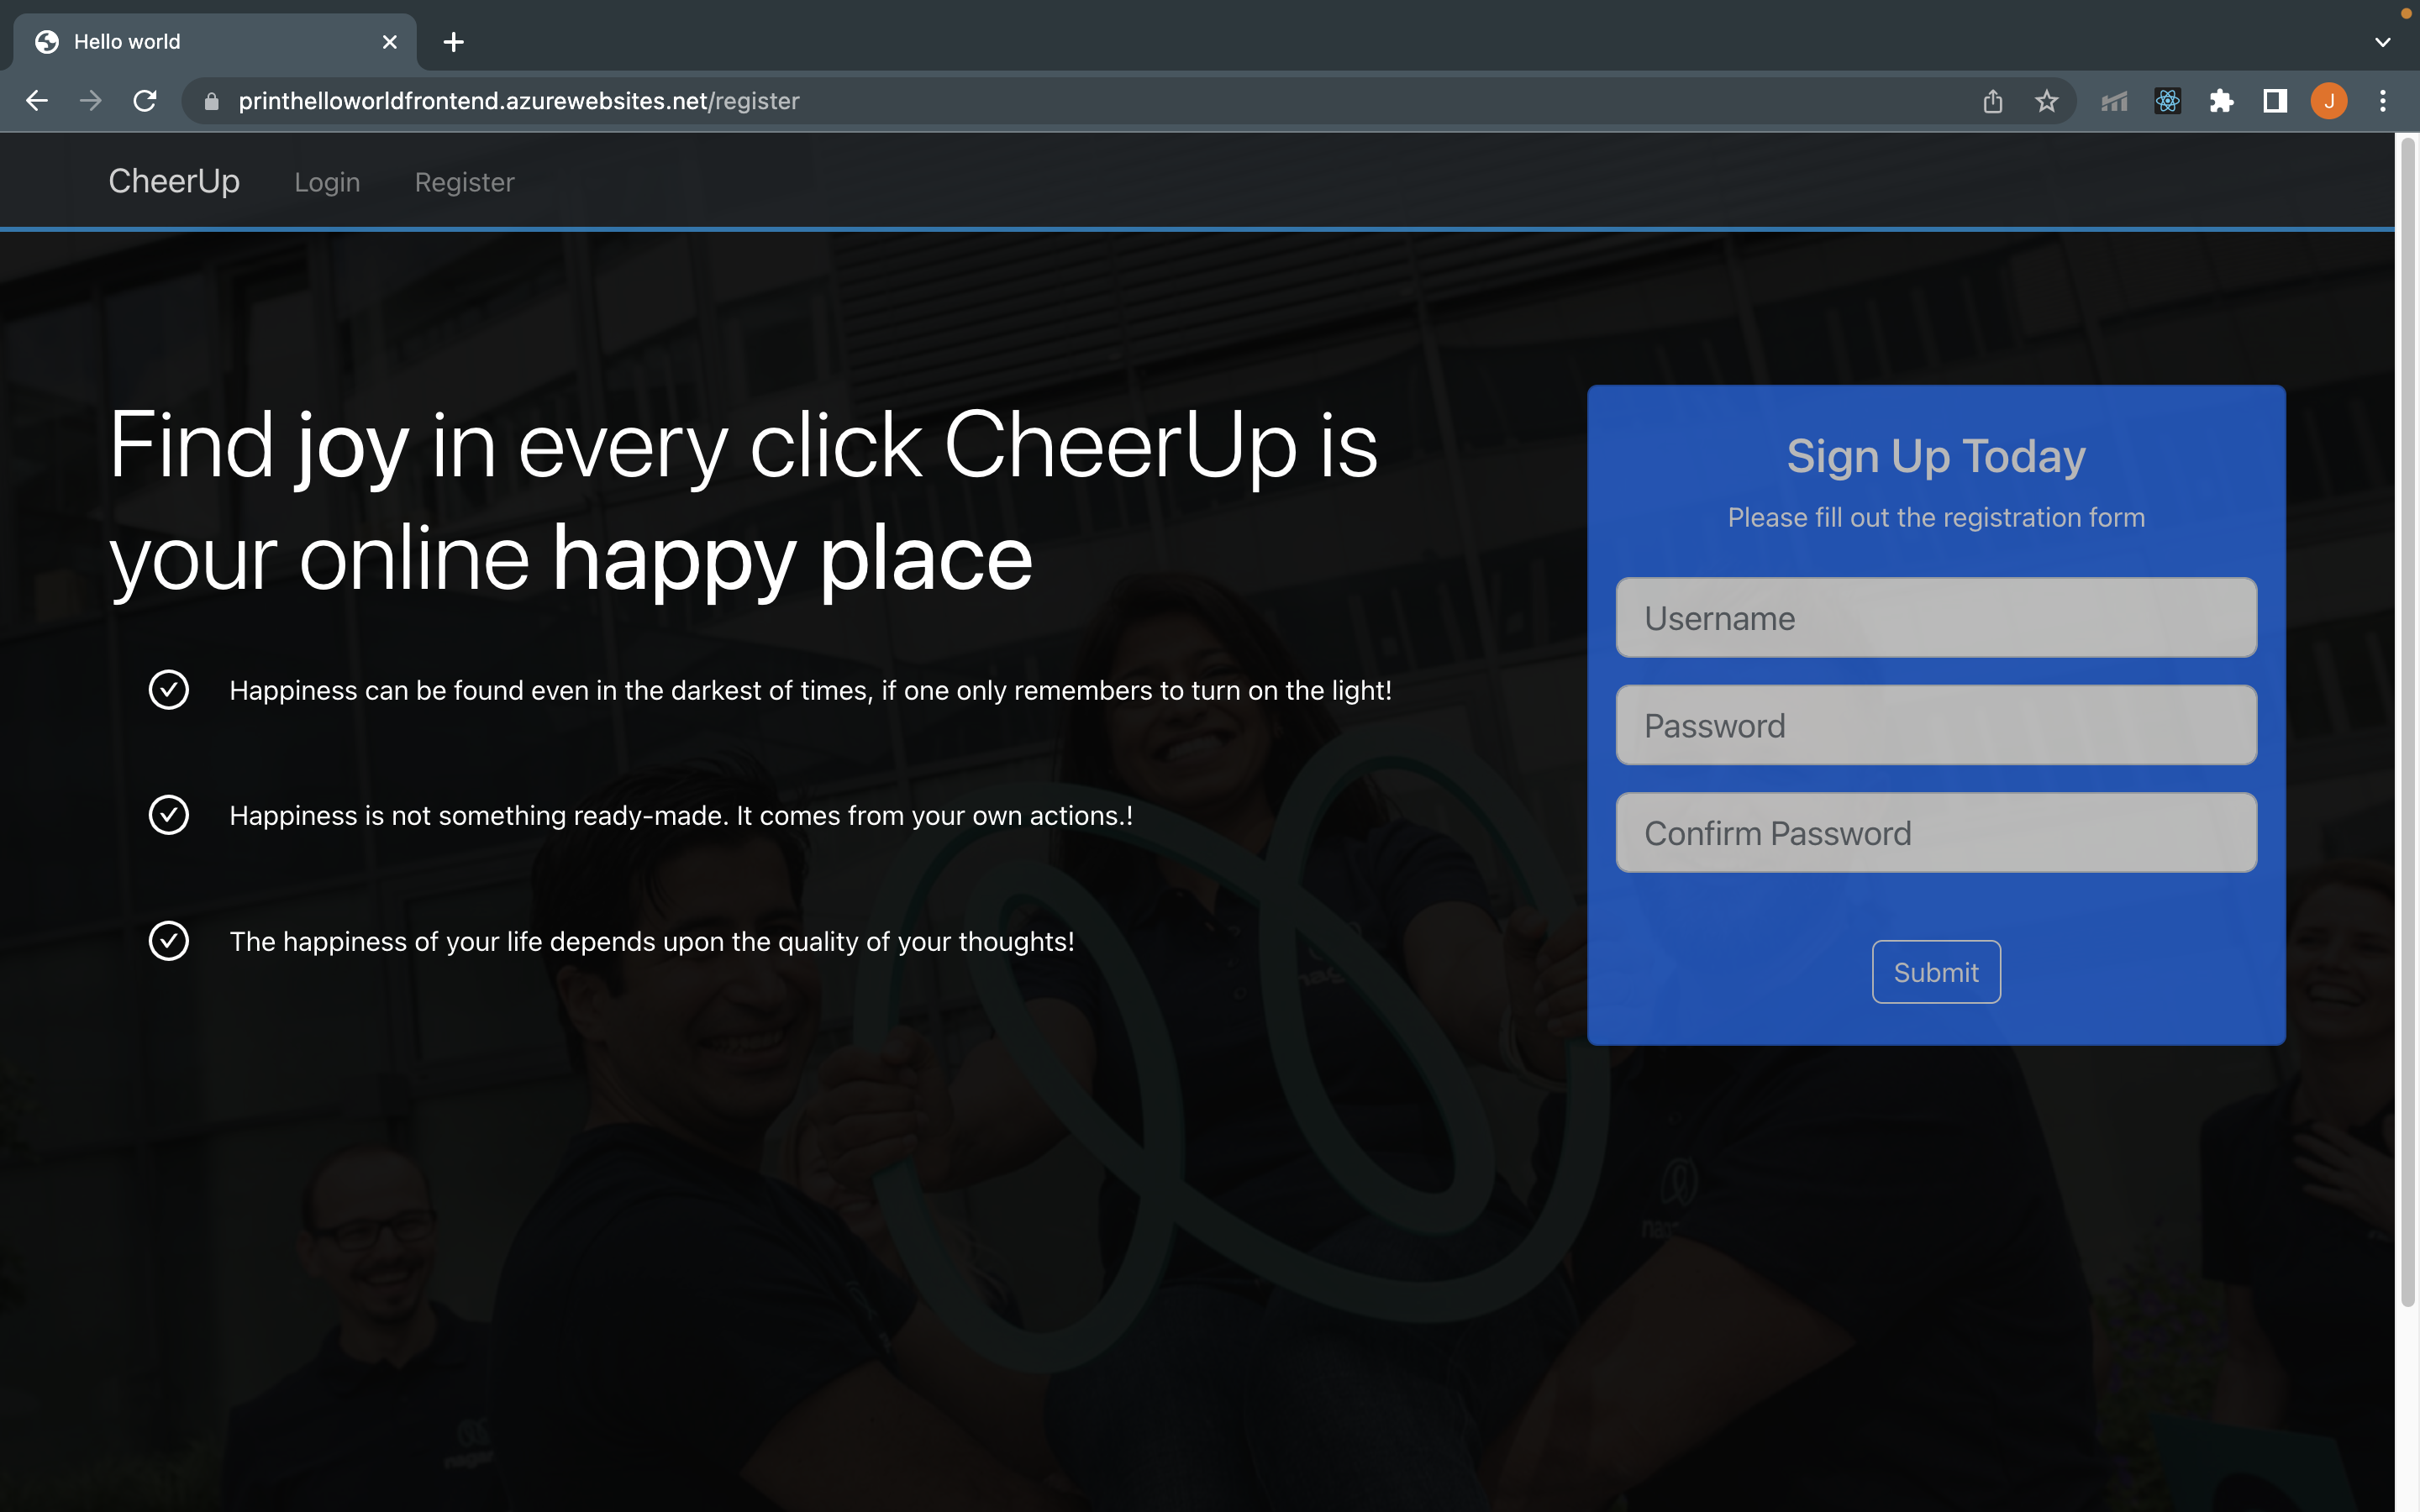 Hello world
printhelloworldfrontend.azurewebsites.net/register
J
CheerUp Login Register
Find joy in every click CheerUp is
your online happy place
Happiness can be found even in the darkest of times, if one only remembers to turn on the light!
Happiness is not something ready-made. It comes from your own actions.!
The happiness of your life depends upon the quality of your thoughts!
Sign Up Today
Please fill out the registration form
Username
Password
Confirm Password
Submit